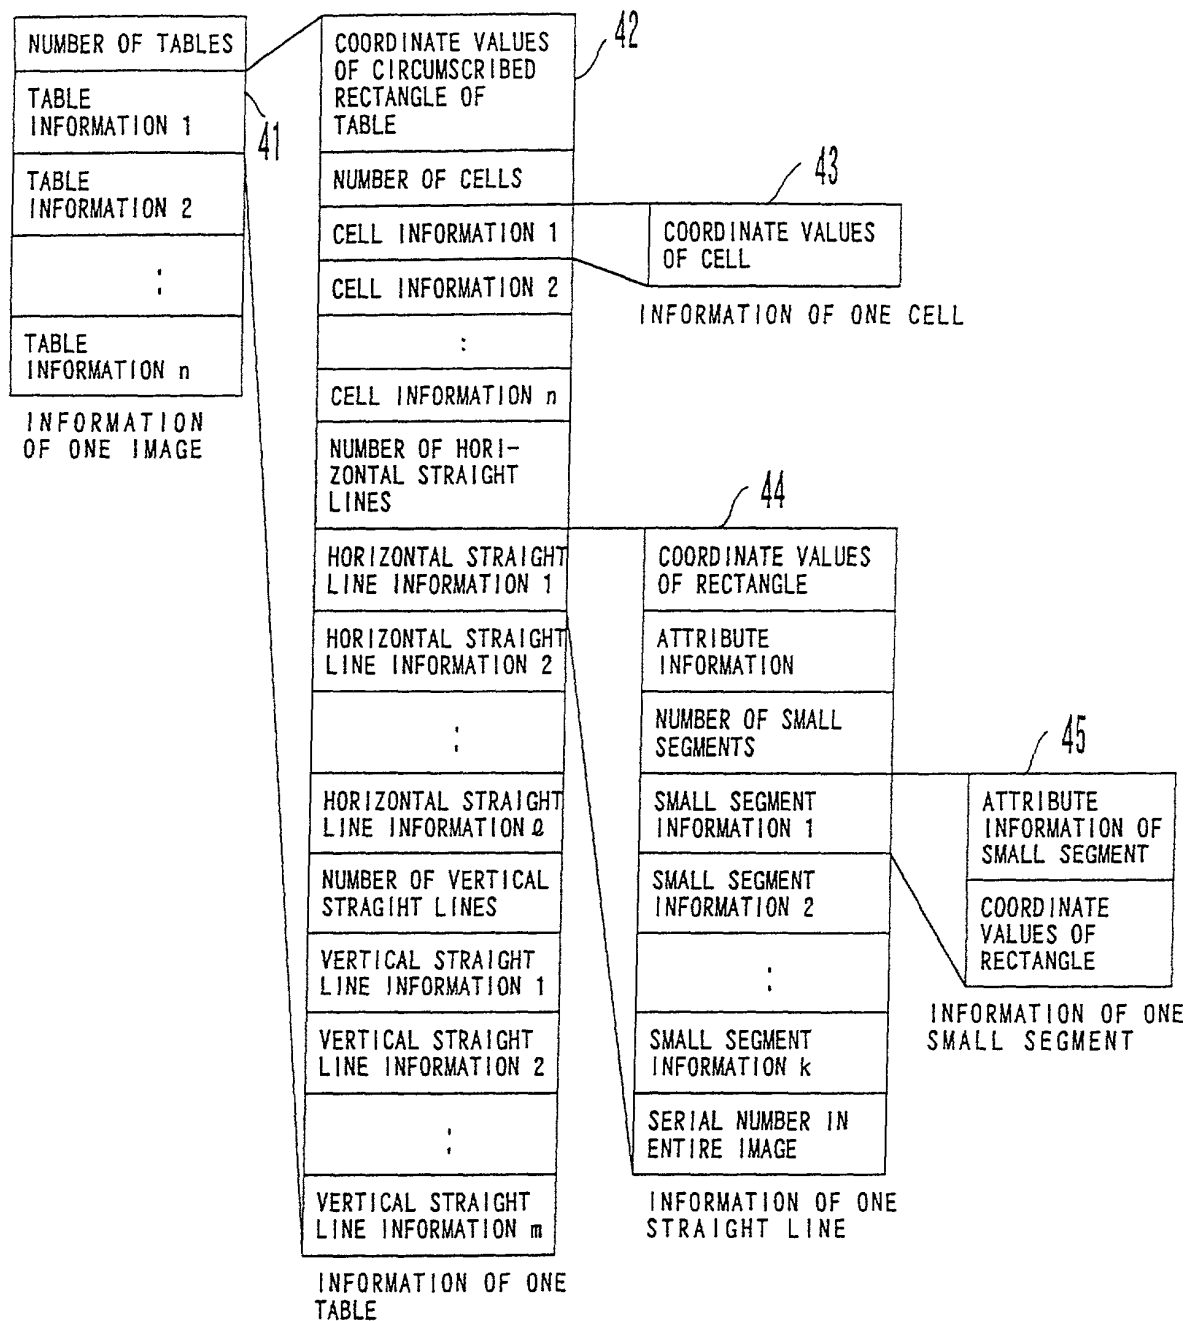 NUMBER OF TABLES
TABLE
INFORMATION 1
41
TABLE
INFORMATION 2
:
TABLE
INFORMATION n
INFORMATION
OF ONE IMAGE
42
COORDINATE VALUES
OF CIRCUMSCRIBED
RECTANGLE OF
TABLE
NUMBER OF CELLS
CELL INFORMATION 1
CELL INFORMATION 2
:
CELL INFORMATION n
NUMBER OF HORI-
ZONTAL STRAIGHT
LINES
HORIZONTAL STRAIGHT
LINE INFORMATION 1
HORIZONTAL STRAIGHT
LINE INFORMATION 2
:
HORIZONTAL STRAIGHT
LINE INFORMATION ℓ
NUMBER OF VERTICAL
STRAGIHT LINES
VERTICAL STRAIGHT
LINE INFORMATION 1
VERTICAL STRAIGHT
LINE INFORMATION 2
:
VERTICAL STRAIGHT
LINE INFORMATION m
INFORMATION OF ONE
TABLE
43
COORDINATE VALUES
OF CELL
INFORMATION OF ONE CELL
44
COORDINATE VALUES
OF RECTANGLE
ATTRIBUTE
INFORMATION
NUMBER OF SMALL
SEGMENTS
SMALL SEGMENT
INFORMATION 1
SMALL SEGMENT
INFORMATION 2
:
SMALL SEGMENT
INFORMATION k
SERIAL NUMBER IN
ENTIRE IMAGE
INFORMATION OF ONE
STRAIGHT LINE
45
ATTRIBUTE
INFORMATION OF
SMALL SEGMENT
COORDINATE
VALUES OF
RECTANGLE
INFORMATION OF ONE
SMALL SEGMENT